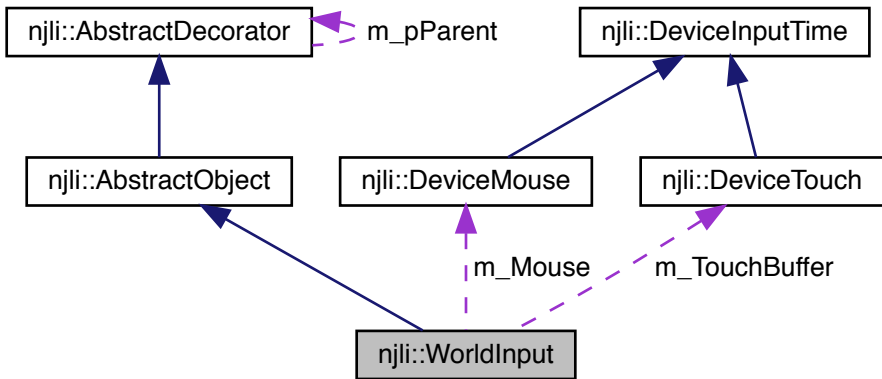 njli::AbstractDecorator
m_pParent
njli::DeviceInputTime
njli::AbstractObject
njli::DeviceMouse
njli::DeviceTouch
m_Mouse
m_TouchBuffer
njli::WorldInput